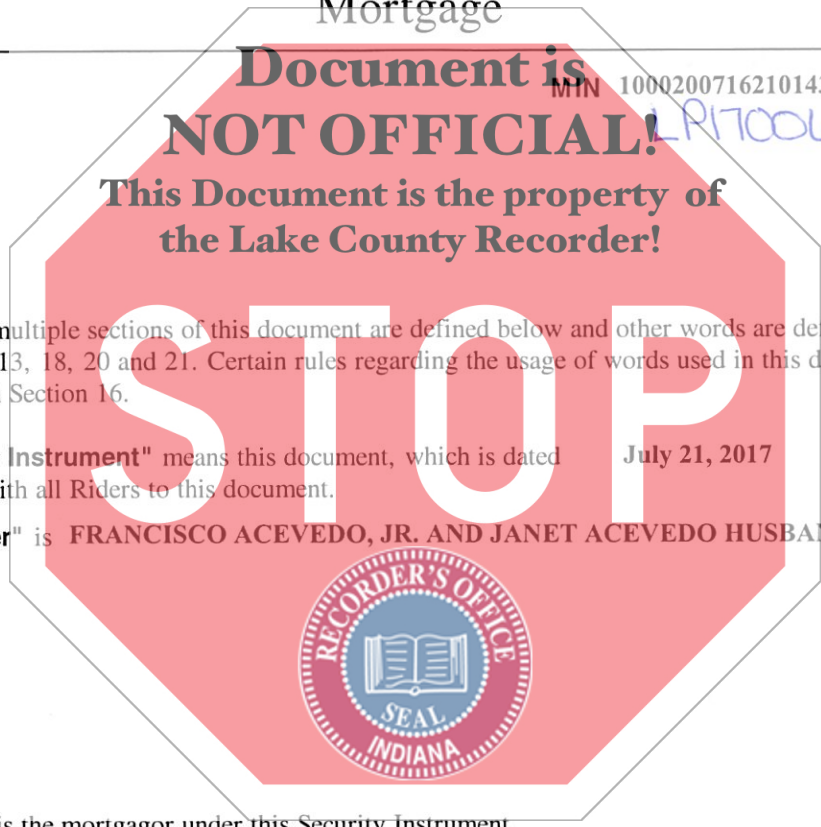 Mortgage
Document is
MIN 100020071621014
NOT OFFICIAL!
This Document is the property of
the Lake County Recorder!
STOP
multiple sections of this document are defined below and other words are de
13, 18, 20 and 21. Certain rules regarding the usage of words used in this d
Section 16.
Instrument" means this document, which is dated July 21, 2017
ith all Riders to this document.
er" is FRANCISCO ACEVEDO, JR. AND JANET ACEVEDO HUSBAN
RECORDER'S OFFICE
SEAL
INDIANA
is the mortgagor under this Security Instrument